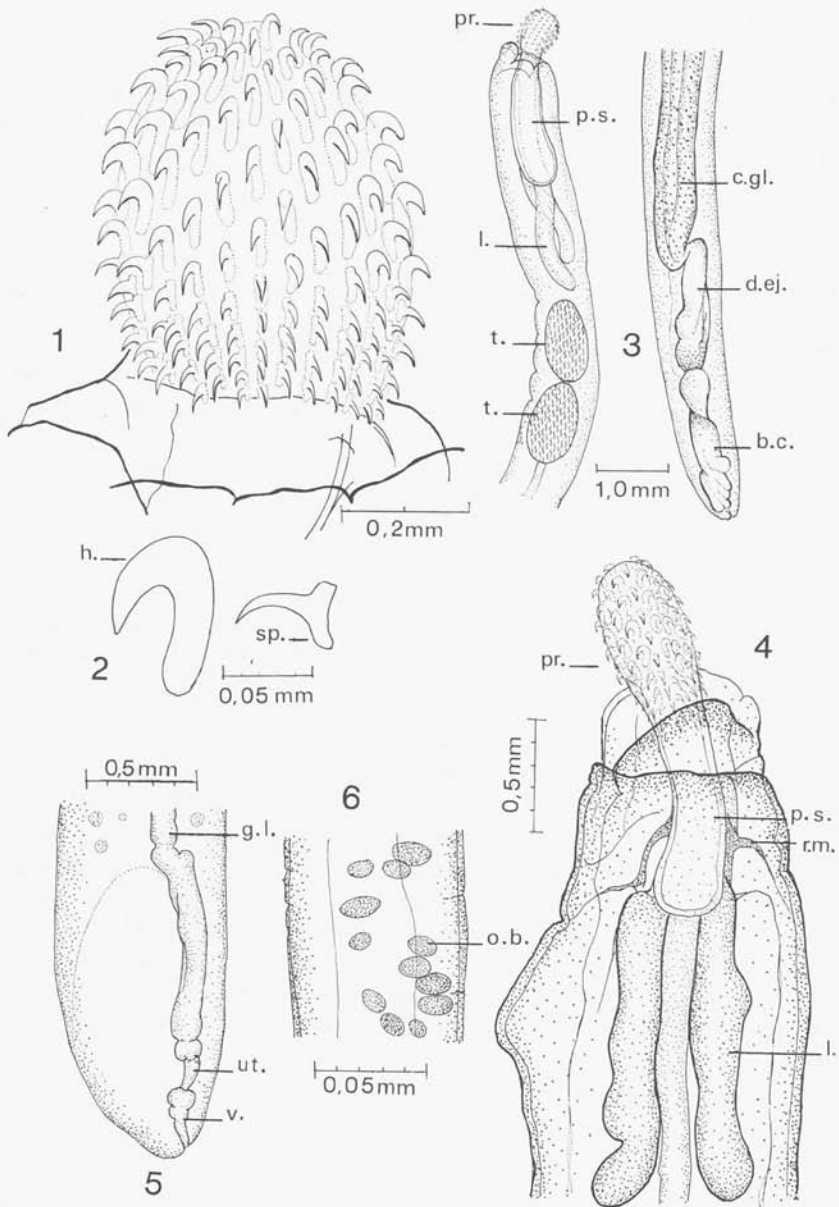 1
0,2mm
h.
sp.
2
0,05 mm
pr.
p.s.
l.
t.
t.
3
1,0mm
c.gl.
d.ej.
b.c.
pr.
4
0,5mm
p.s.
r.m.
l.
0,5mm
g.l.
ut.
v.
5
6
o.b.
0,05mm